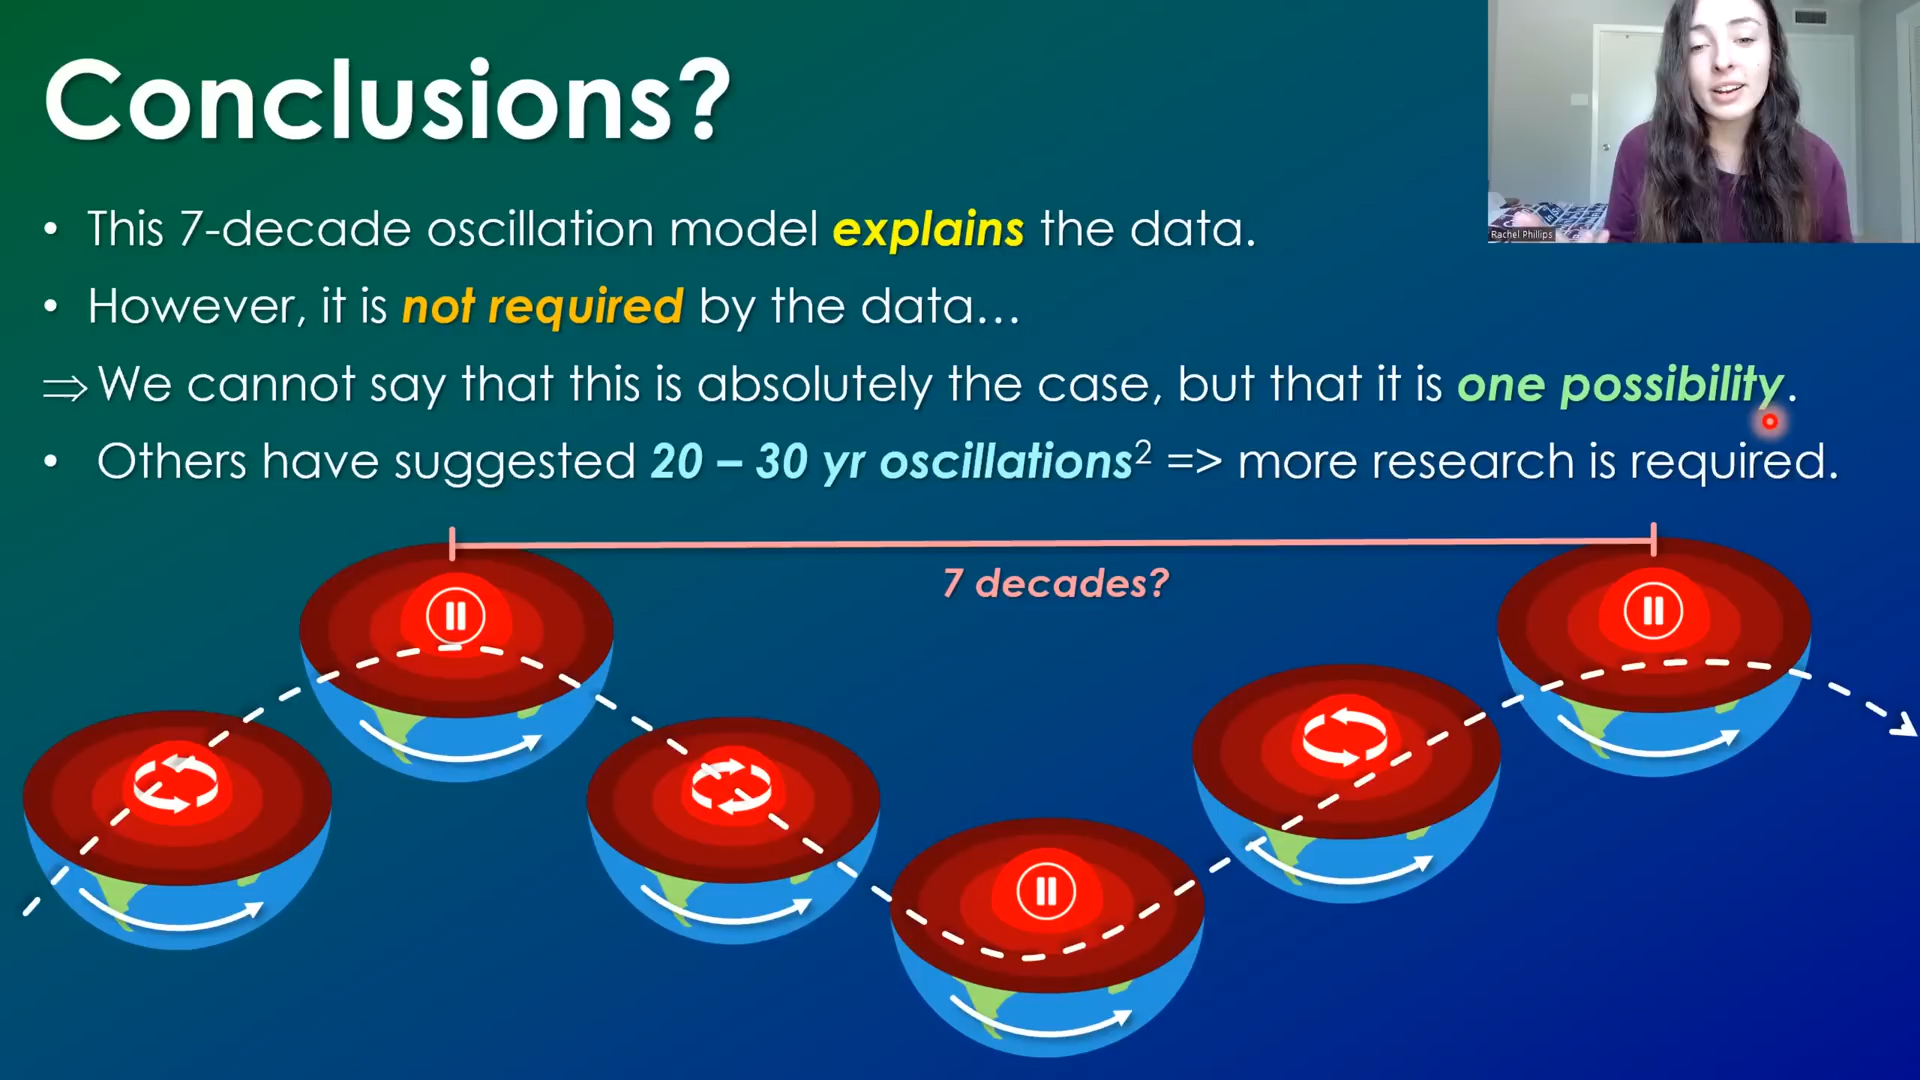 Conclusions?
• This 7-decade oscillation model explains the data.
• However, it is not required by the data...
⇒ We cannot say that this is absolutely the case, but that it is one possibility.
• Others have suggested 20 – 30 yr oscillations² => more research is required.
7 decades?
Rachel Phillips